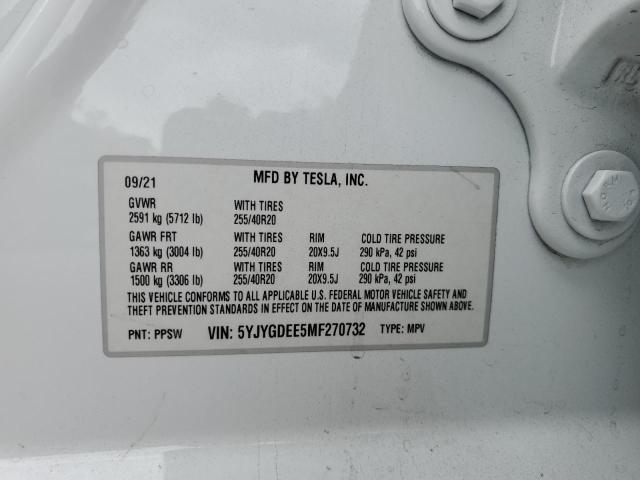 09/21 MFD BY TESLA, INC.
GVWR WITH TIRES
2591 kg (5712 lb) 255/40R20
GAWR FRT WITH TIRES RIM COLD TIRE PRESSURE
1363 kg (3004 lb) 255/40R20 20X9.5J 290 kPa, 42 psi
GAWR RR WITH TIRES RIM COLD TIRE PRESSURE
1500 kg (3306 lb) 255/40R20 20X9.5J 290 kPa, 42 psi
THIS VEHICLE CONFORMS TO ALL APPLICABLE U.S. FEDERAL MOTOR VEHICLE SAFETY AND
THEFT PREVENTION STANDARDS IN EFFECT ON THE DATE OF MANUFACTURE SHOWN ABOVE.
PNT: PPSW VIN: 5YJYGDEE5MF270732 TYPE: MPV